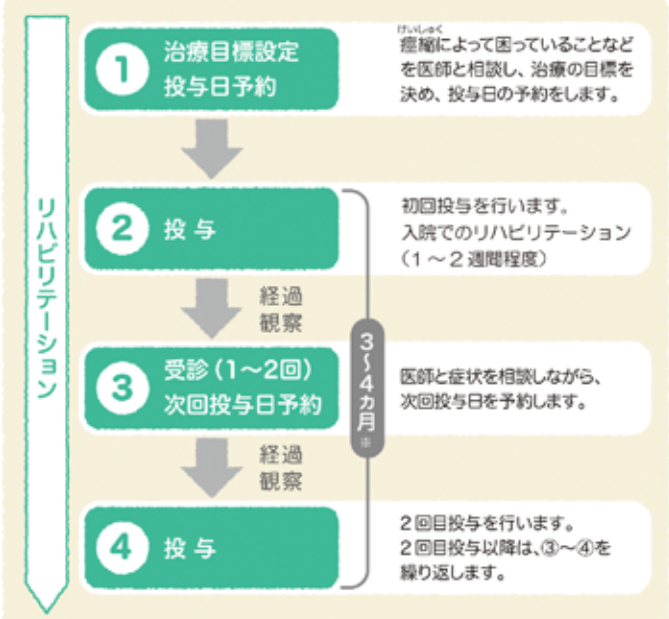 リハビリテーション
1
治療目標設定
投与日予約
けいしゅく
痙縮によって困っていることなど
を医師と相談し、治療の目標を
決め、投与日の予約をします。
2
投与
初回投与を行います。
入院でのリハビリテーション
(1～2週間程度)
経過
観察
3～4カ月※
3
受診(1～2回)
次回投与日予約
医師と症状を相談しながら、
次回投与日を予約します。
経過
観察
4
投与
2回目投与を行います。
2回目投与以降は、③～④を
繰り返します。